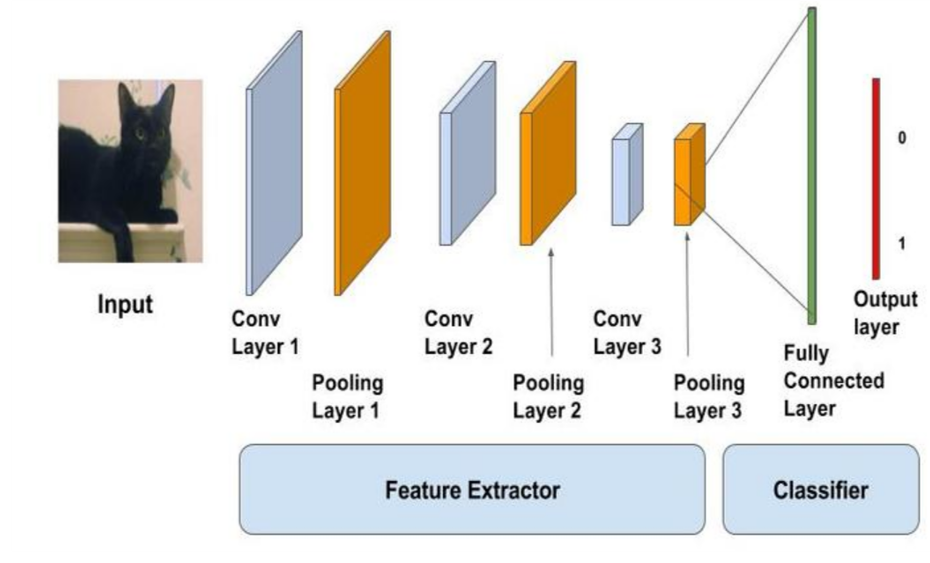 0
1
Input
Conv
Layer 1
Pooling
Layer 1
Conv
Layer 2
Pooling
Layer 2
Conv
Layer 3
Pooling
Layer 3
Fully
Connected
Layer
Output
layer
Feature Extractor
Classifier